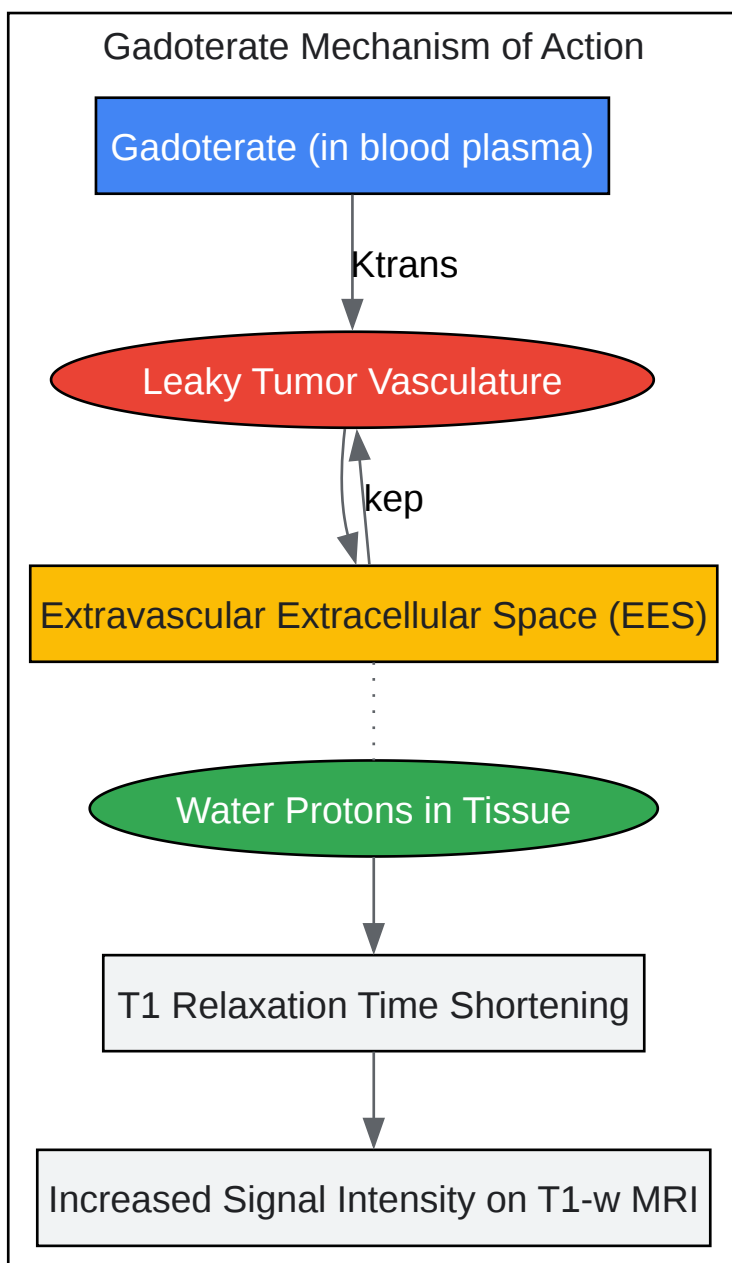 Gadoterate Mechanism of Action
Gadoterate (in blood plasma)
Ktrans
Leaky Tumor Vasculature
kep
Extravascular Extracellular Space (EES)
Water Protons in Tissue
T1 Relaxation Time Shortening
Increased Signal Intensity on T1-w MRI